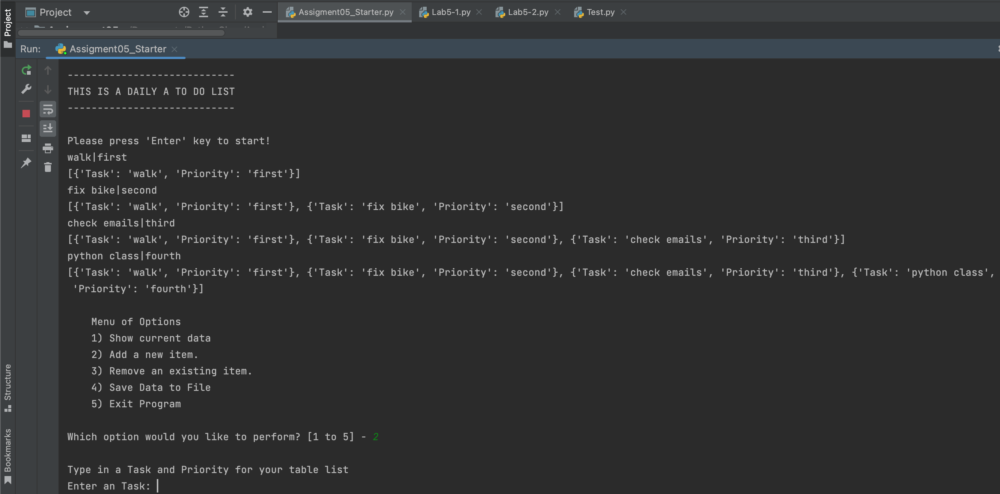 Project
Project
Assigment05_Starter.py
Lab5-1.py
Lab5-2.py
Test.py
Run:
Assigment05_Starter
----------------------------
THIS IS A DAILY A TO DO LIST
----------------------------
Please press 'Enter' key to start!
walk|first
[{'Task': 'walk', 'Priority': 'first'}]
fix bike|second
[{'Task': 'walk', 'Priority': 'first'}, {'Task': 'fix bike', 'Priority': 'second'}]
check emails|third
[{'Task': 'walk', 'Priority': 'first'}, {'Task': 'fix bike', 'Priority': 'second'}, {'Task': 'check emails', 'Priority': 'third'}]
python class|fourth
[{'Task': 'walk', 'Priority': 'first'}, {'Task': 'fix bike', 'Priority': 'second'}, {'Task': 'check emails', 'Priority': 'third'}, {'Task': 'python class',
'Priority': 'fourth'}]
Menu of Options
1) Show current data
2) Add a new item.
3) Remove an existing item.
4) Save Data to File
5) Exit Program
Which option would you like to perform? [1 to 5] - 2
Type in a Task and Priority for your table list
Enter an Task:
Structure
Bookmarks